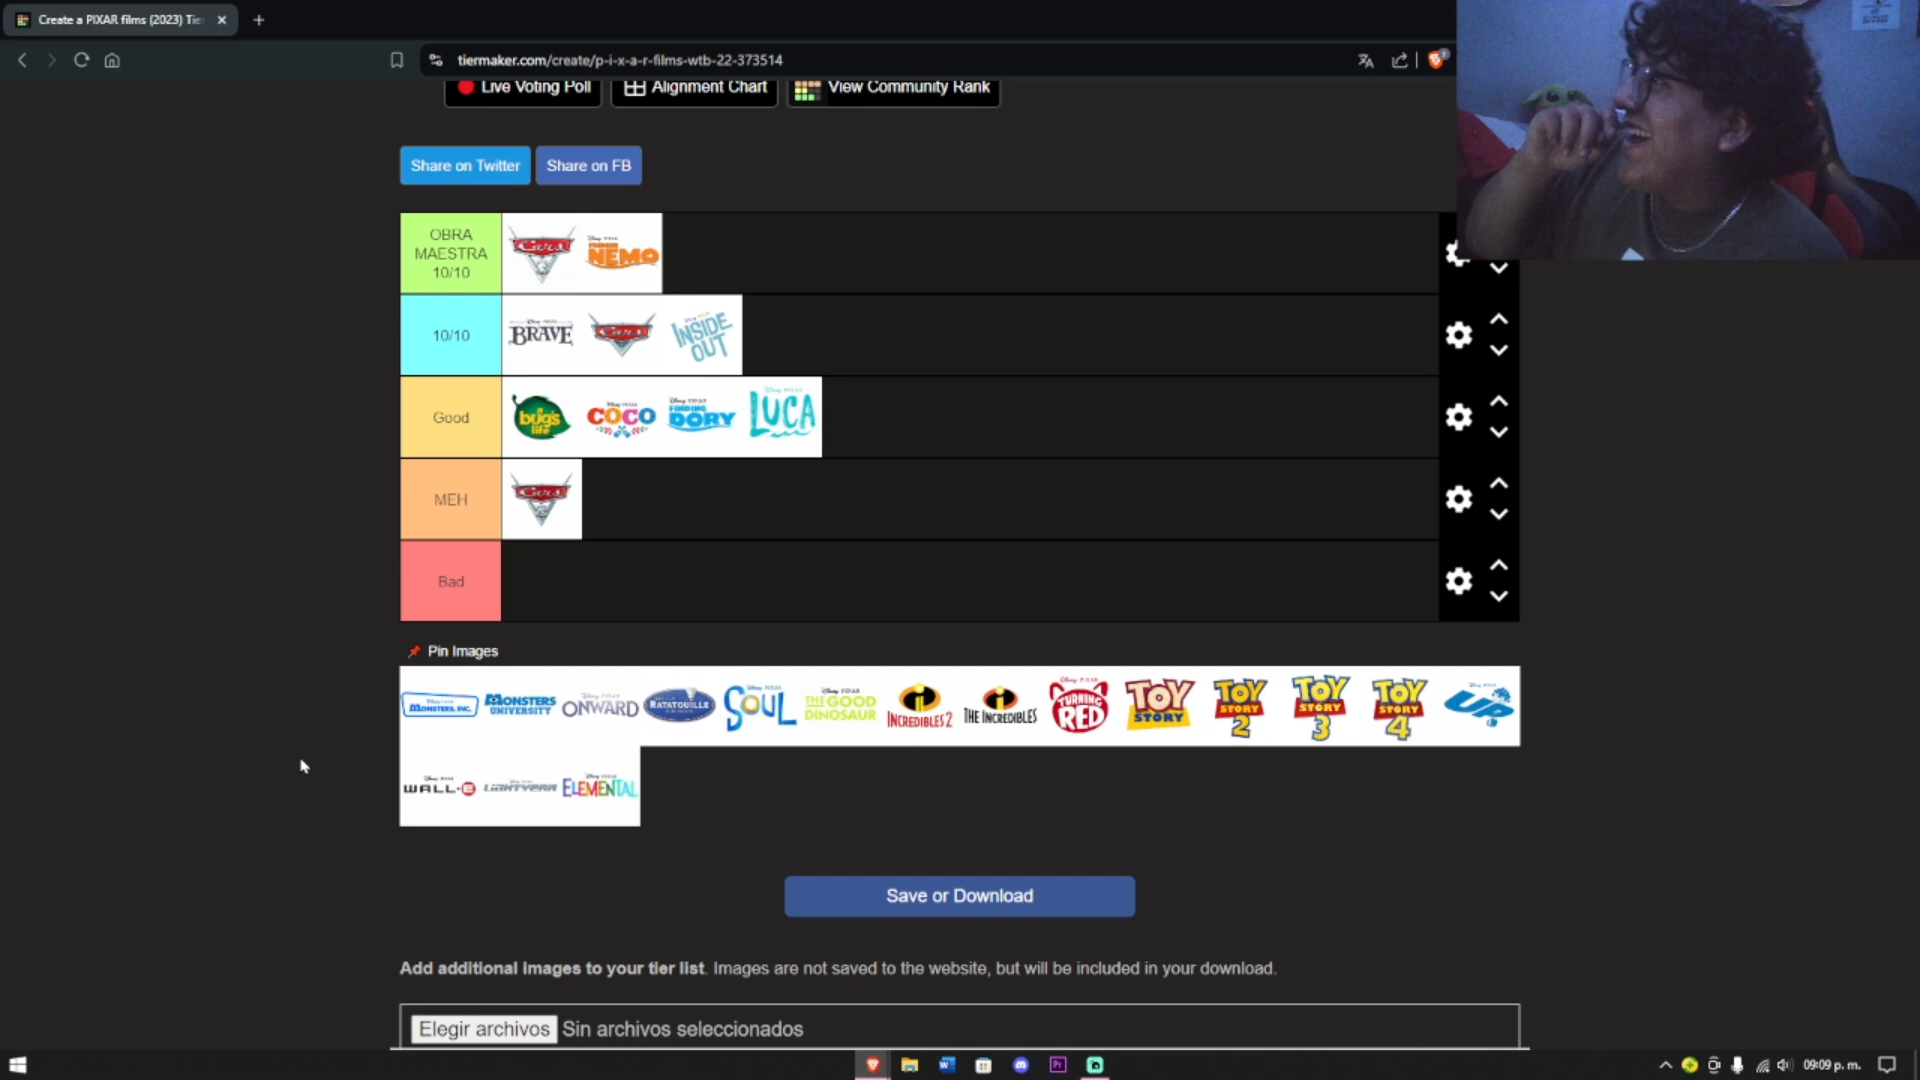 Create a PIXAR films (2023) Tie
tiermaker.com/create/p-i-x-a-r-films-wtb-22-373514
Live Voting Poll
Alignment Chart
View Community Rank
Share on Twitter
Share on FB
OBRA
MAESTRA
10/10
Cars
FINDING
NEMO
10/10
BRAVE
Cars
INSIDE
OUT
Good
a bug's life
COCO
FINDING
DORY
LUCA
MEH
Cars
2
Bad
Pin Images
MONSTERS, INC.
MONSTERS
UNIVERSITY
ONWARD
RATATOUILLE
SOUL
THE GOOD
DINOSAUR
INCREDIBLES 2
THE INCREDIBLES
TURNING
RED
TOY
STORY
TOY
STORY
2
TOY
STORY
3
TOY
STORY
4
UP
WALL·E
LIGHTYEAR
ELEMENTAL
Save or Download
Add additional images to your tier list. Images are not saved to the website, but will be included in your download.
Elegir archivos Sin archivos seleccionados
09:09 p. m.